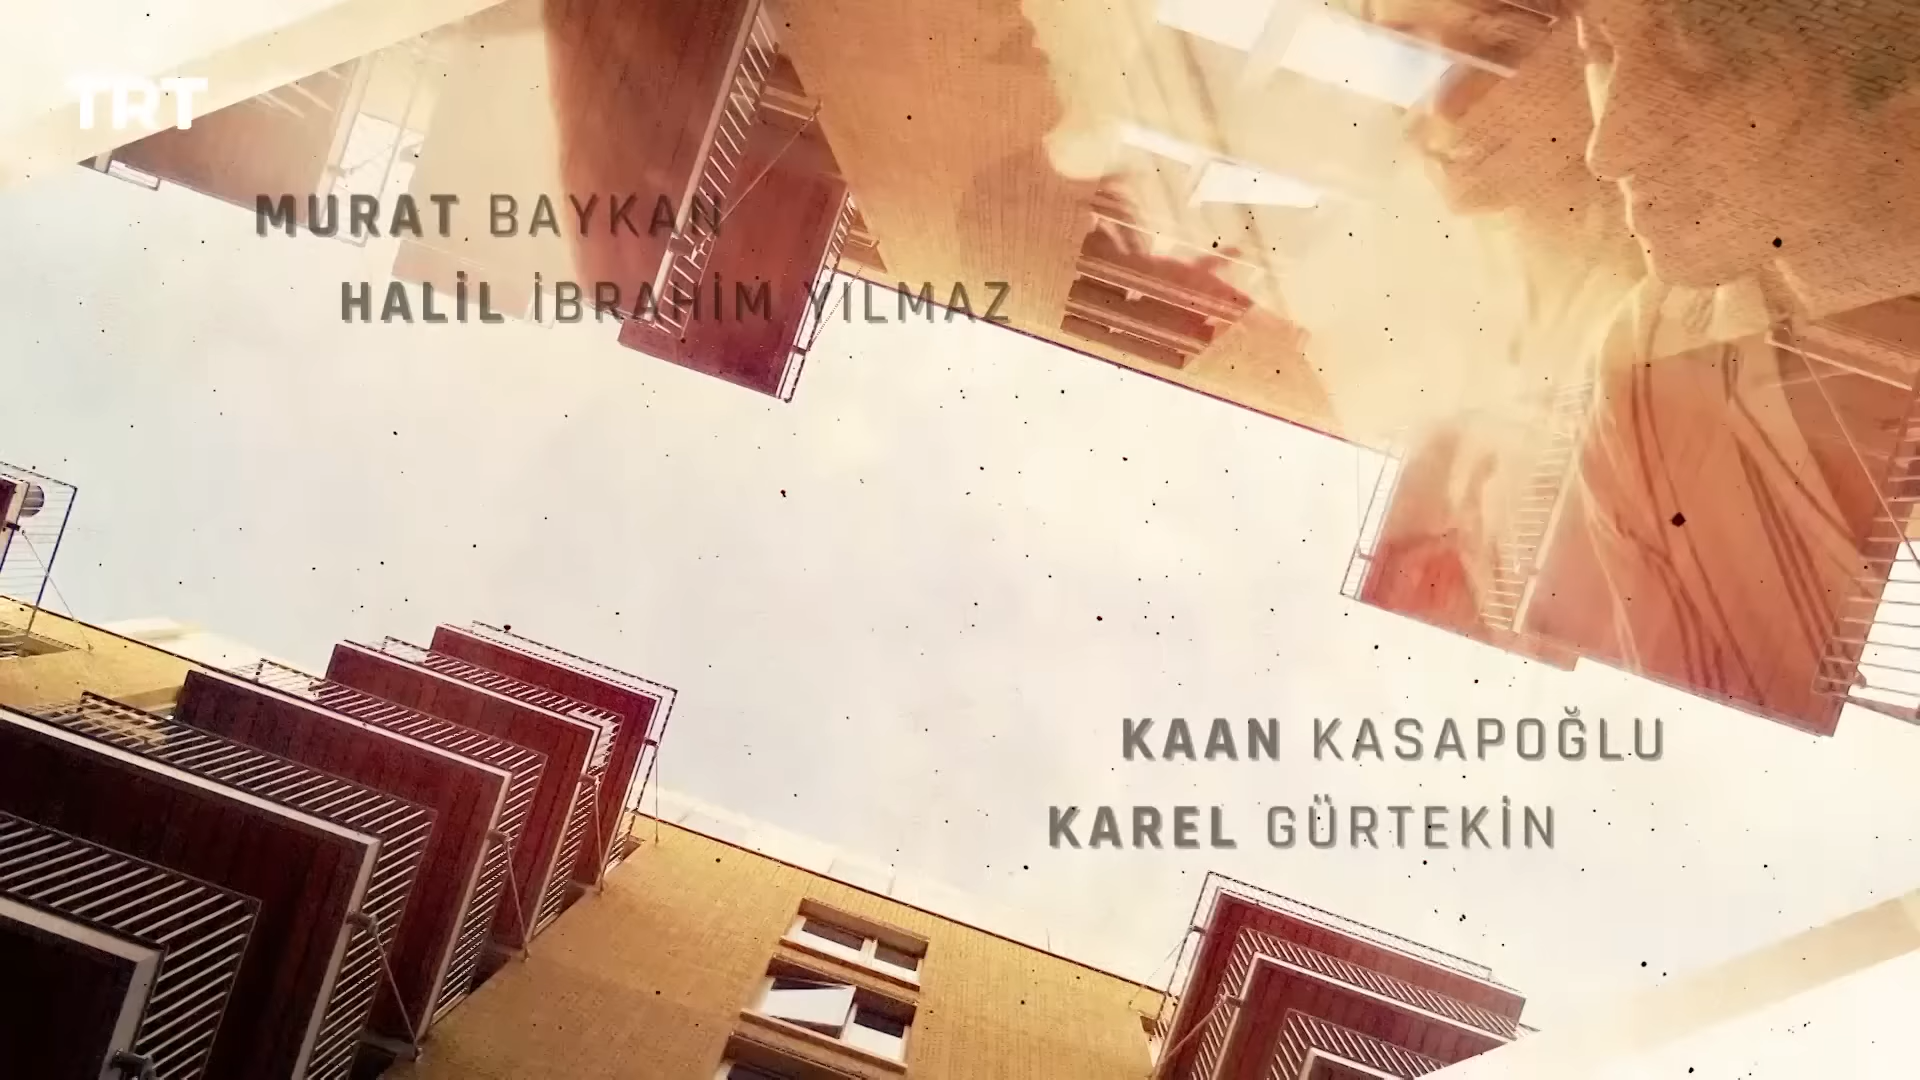 TRT
MURAT BAYKAN
HALİL İBRAHİM YILMAZ
KAAN KASAPOĞLU
KAREL GÜRTEKİN